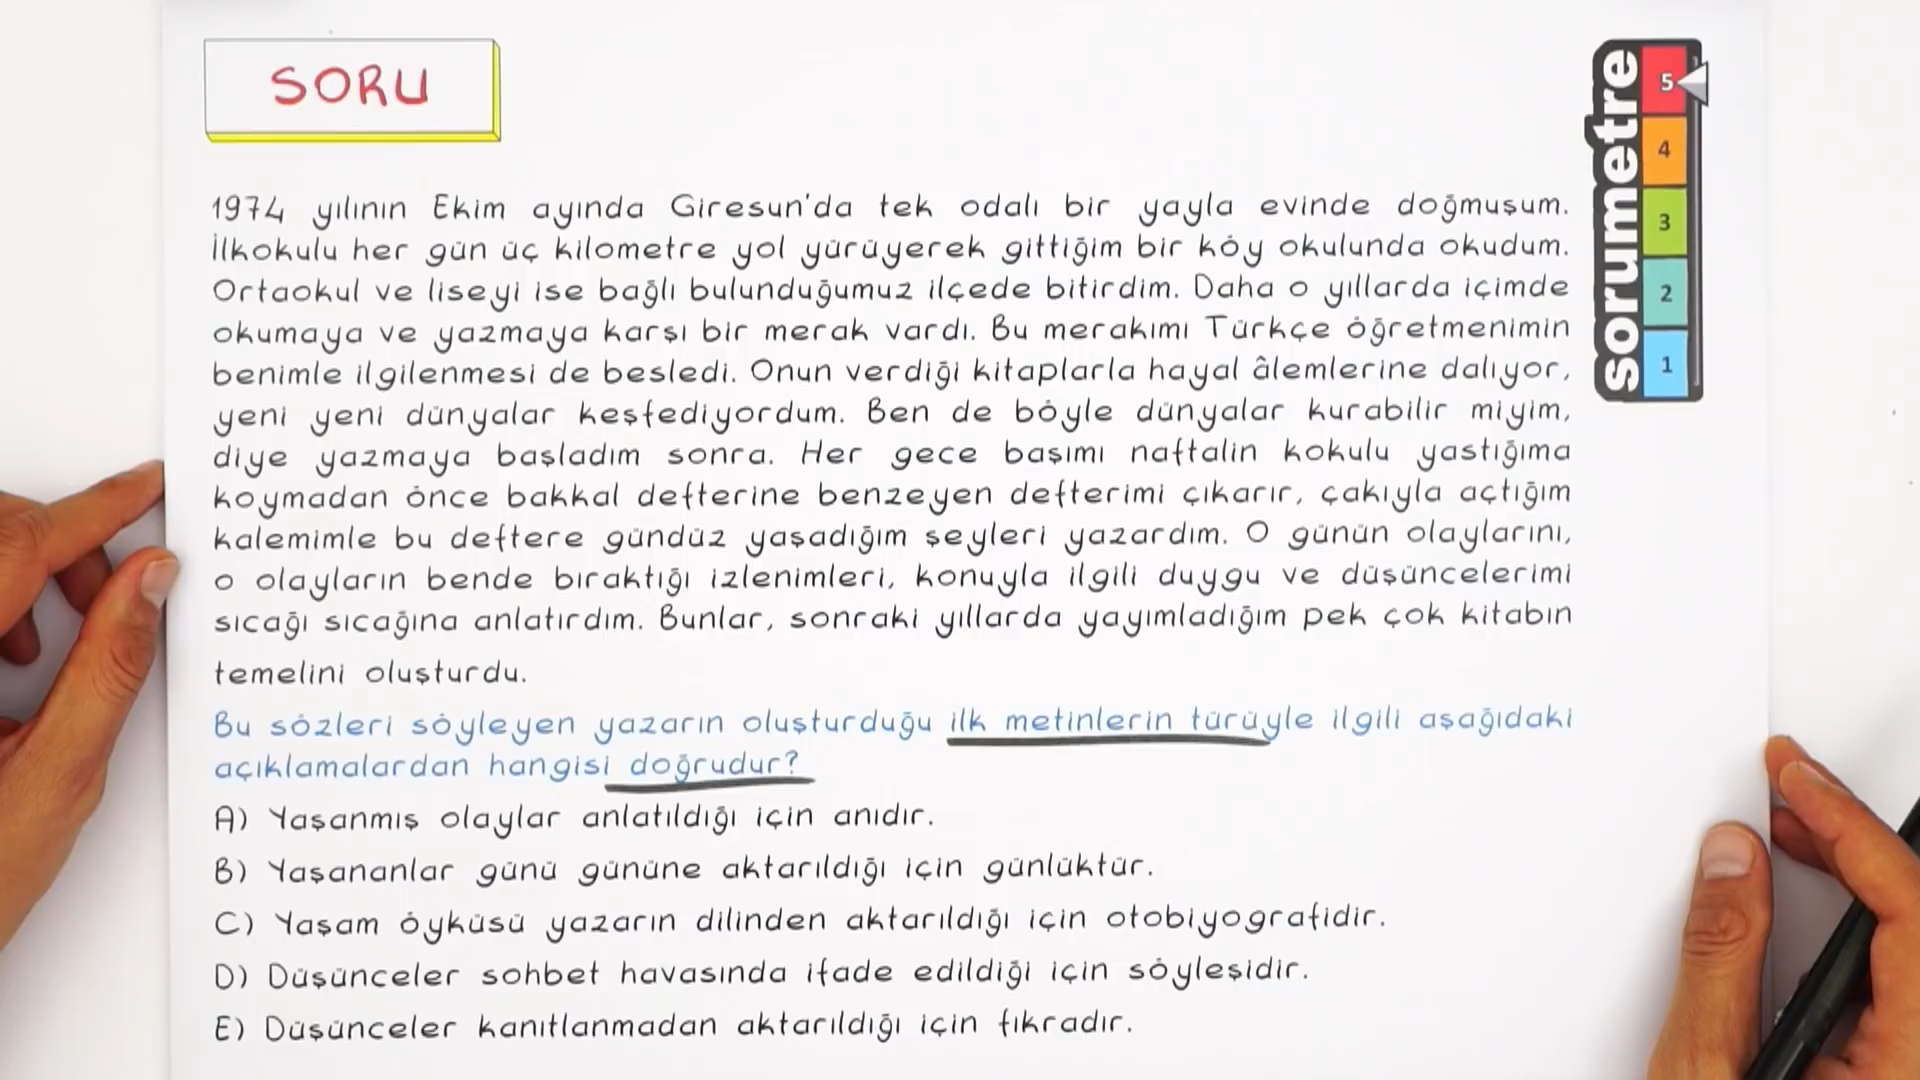 SORU
1974 yılının Ekim ayında Giresun'da tek odalı bir yayla evinde doğmuşum.
İlkokulu her gün üç kilometre yol yürüyerek gittiğim bir köy okulunda okudum.
Ortaokul ve liseyi ise bağlı bulunduğumuz ilçede bitirdim. Daha o yıllarda içimde
okumaya ve yazmaya karşı bir merak vardı. Bu merakımı Türkçe öğretmenimin
benimle ilgilenmesi de besledi. Onun verdiği kitaplarla hayal âlemlerine dalıyor,
yeni yeni dünyalar keşfediyordum. Ben de böyle dünyalar kurabilir miyim,
diye yazmaya başladım sonra. Her gece başımı naftalin kokulu yastığıma
koymadan önce bakkal defterine benzeyen defterimi çıkarır, çakıyla açtığım
kalemimle bu deftere gündüz yaşadığım şeyleri yazardım. O günün olaylarını,
o olayların bende bıraktığı izlenimleri, konuyla ilgili duygu ve düşüncelerimi
sıcağı sıcağına anlatırdım. Bunlar, sonraki yıllarda yayımladığım pek çok kitabın
temelini oluşturdu.
Bu sözleri söyleyen yazarın oluşturduğu ilk metinlerin türüyle ilgili aşağıdaki
açıklamalardan hangisi doğrudur?
A) Yaşanmış olaylar anlatıldığı için anıdır.
B) Yaşananlar günü gününe aktarıldığı için günlüktür.
C) Yaşam öyküsü yazarın dilinden aktarıldığı için otobiyografidir.
D) Düşünceler sohbet havasında ifade edildiği için söyleşidir.
E) Düşünceler kanıtlanmadan aktarıldığı için fıkradır.
sorumetre
5
4
3
2
1